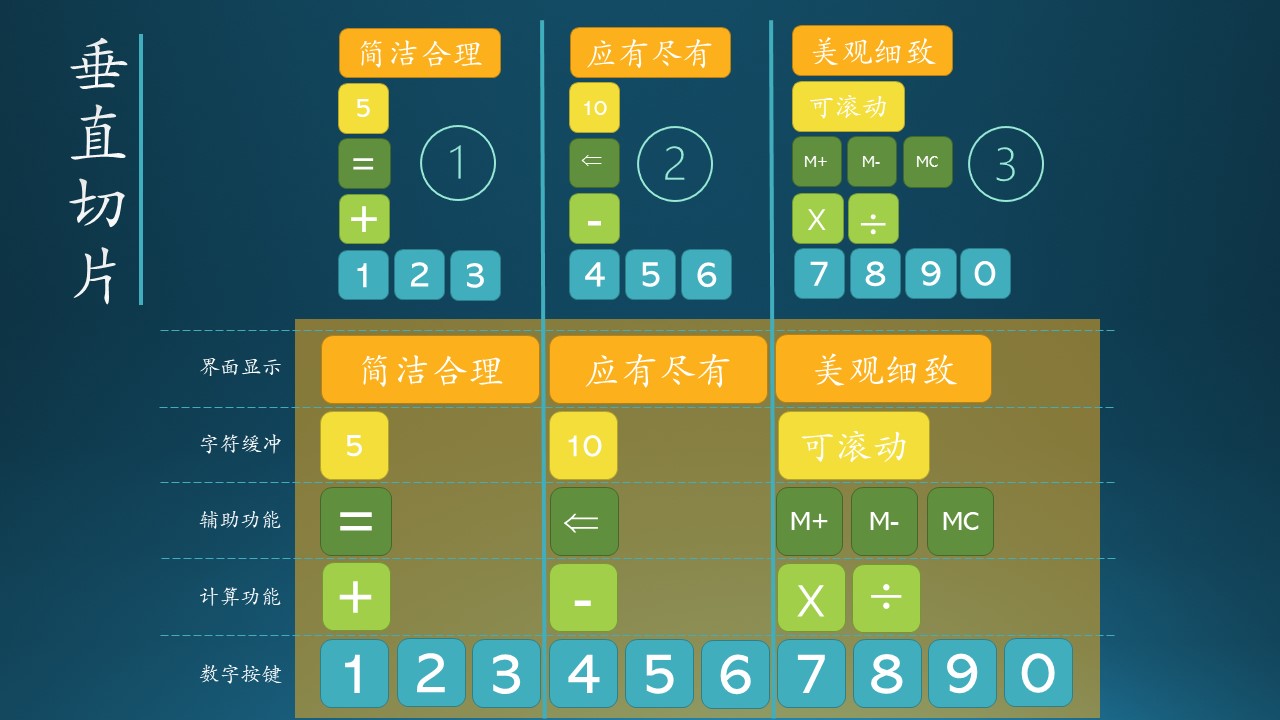 垂直切片
简洁合理
5
=
+
1 2 3
①
应有尽有
10
⇐
-
4 5 6
②
美观细致
可滚动
M+ M- MC
X ÷
7 8 9 0
③
界面显示 简洁合理 应有尽有 美观细致
字符缓冲 5 10 可滚动
辅助功能 = ⇐ M+ M- MC
计算功能 + - X ÷
数字按键 1 2 3 4 5 6 7 8 9 0